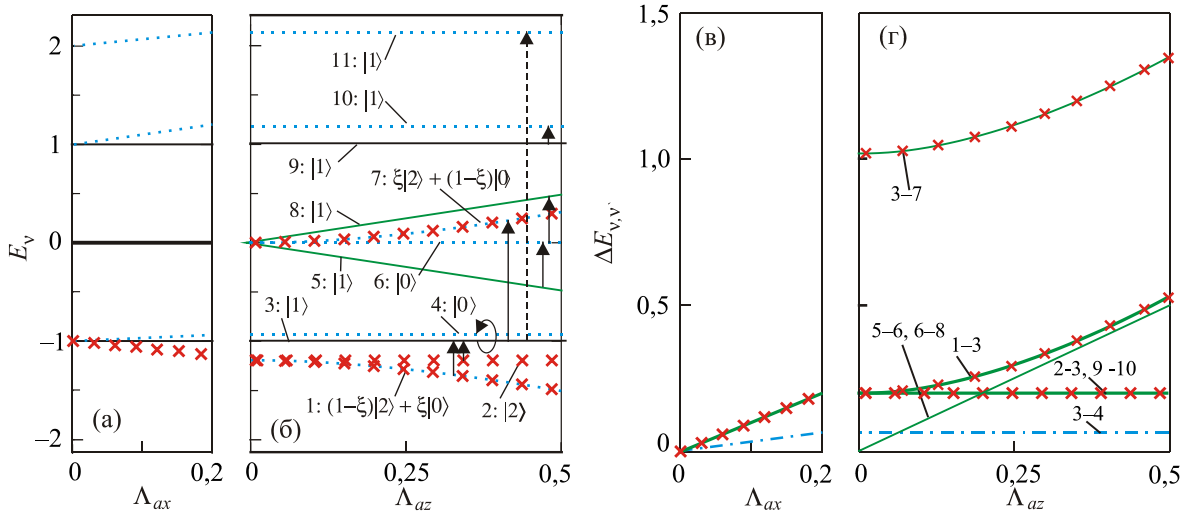 E_ν
2
1
0
−1
−2
(а)
0
0,2
Λ_ax
(б)
11: |1⟩
10: |1⟩
9: |1⟩
7: ξ|2⟩ + (1−ξ)|0⟩
8: |1⟩
5: |1⟩
6: |0⟩
3: |1⟩
4: |0⟩
1: (1−ξ)|2⟩ + ξ|0⟩
2: |2⟩
0
0,25
0,5
Λ_az
ΔE_ν,ν`
1,5
1,0
0,5
0
(в)
0
0,2
Λ_ax
(г)
3–7
5–6, 6–8
1–3
2-3, 9 -10
3–4
0
0,25
0,5
Λ_az